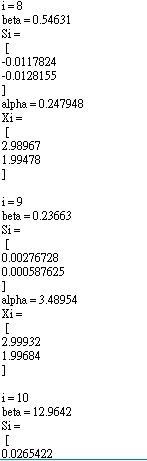 i = 8
beta = 0.54631
Si =
[
-0.0117824
-0.0128155
]
alpha = 0.247948
Xi =
[
2.98967
1.99478
]
i = 9
beta = 0.23663
Si =
[
0.00276728
0.000587625
]
alpha = 3.48954
Xi =
[
2.99932
1.99684
]
i = 10
beta = 12.9642
Si =
[
0.0265422